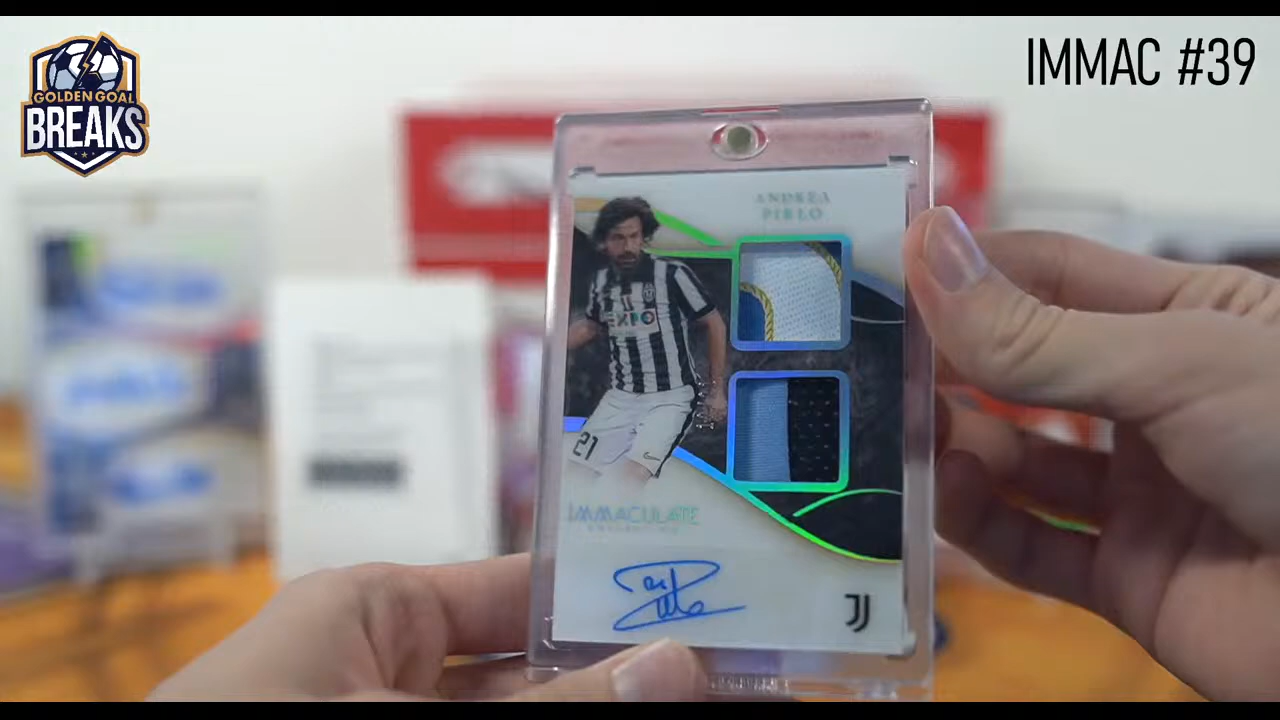 IMMAC #39
GOLDEN GOAL
BREAKS
ANDREA
PIRLO
EXPO
21
IMMACULATE